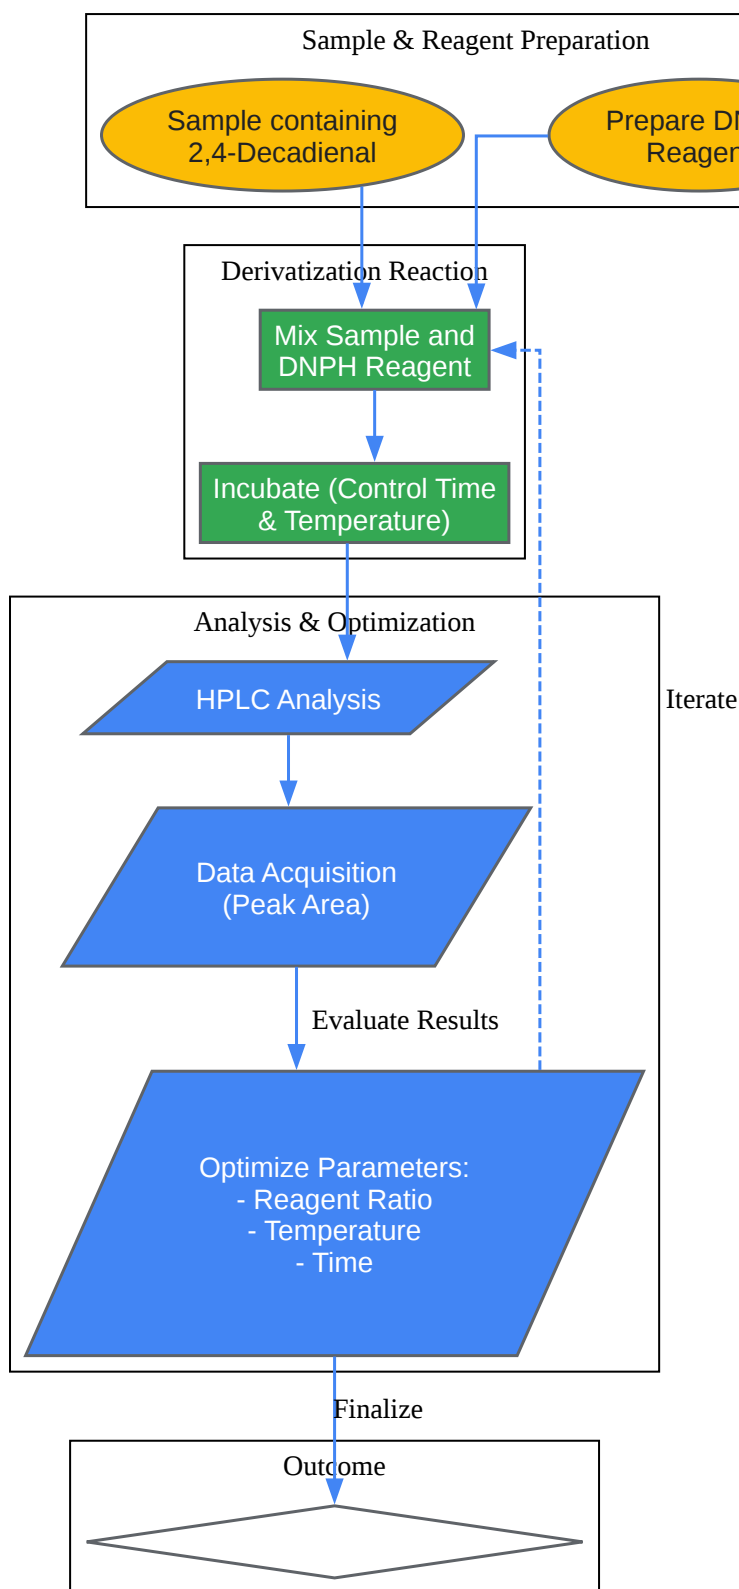 Sample & Reagent Preparation
Sample containing
2,4-Decadienal
Prepare
Derivatization Reaction
Mix Sample and
DNPH Reagent
Incubate (Control Time
& Temperature)
Analysis & Optimization
HPLC Analysis
Iterate
Data Acquisition
(Peak Area)
Evaluate Results
Optimize Parameters:
- Reagent Ratio
- Temperature
- Time
Finalize
Outcome